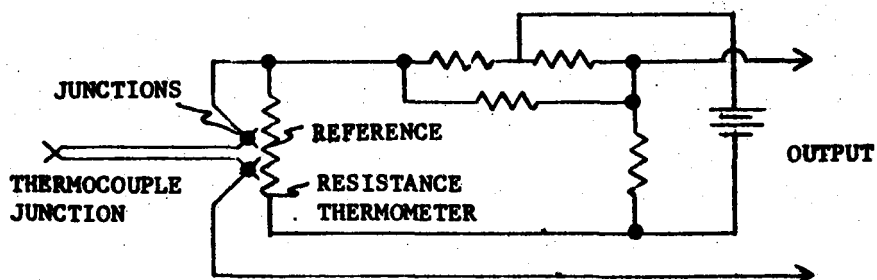 JUNCTIONS
REFERENCE
THERMOCOUPLE
JUNCTION
RESISTANCE
THERMOMETER
OUTPUT